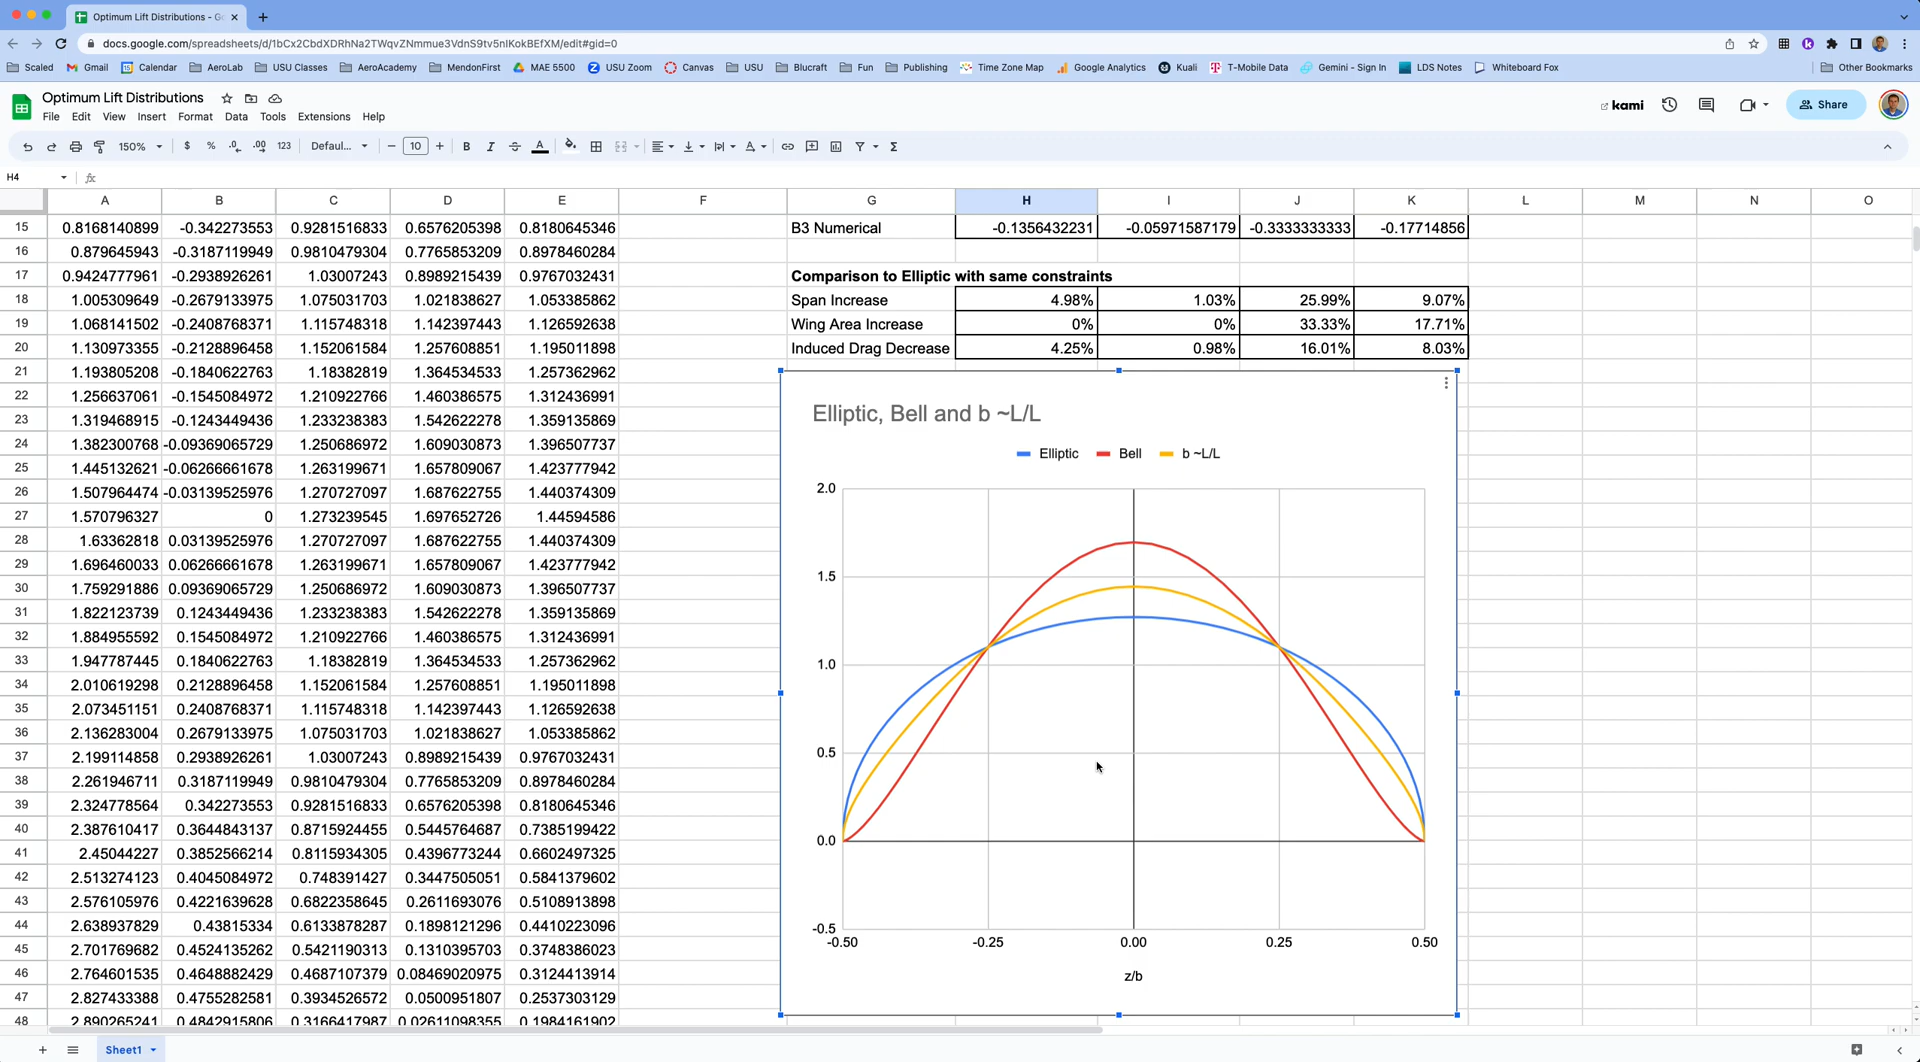 Optimum Lift Distributions - Go
docs.google.com/spreadsheets/d/1bCx2CbdXDRhNa2TWqvZNmmue3VdnS9tv5nIKokBEfXM/edit#gid=0
Scaled Gmail Calendar AeroLab USU Classes AeroAcademy MendonFirst MAE 5500 USU Zoom Canvas USU Blucraft Fun Publishing Time Zone Map Google Analytics Kuali T-Mobile Data Gemini - Sign In LDS Notes Whiteboard Fox Other Bookmarks
Optimum Lift Distributions
kami Share
File Edit View Insert Format Data Tools Extensions Help
150% $ % .0 .00 123 Defaul... 10 B I A
H4 fx
A B C D E F G H I J K L M N O
15 0.8168140899 -0.342273553 0.9281516833 0.6576205398 0.8180645346 B3 Numerical -0.1356432231 -0.05971587179 -0.3333333333 -0.17714856
16 0.879645943 -0.3187119949 0.9810479304 0.7765853209 0.8978460284
17 0.9424777961 -0.2938926261 1.03007243 0.8989215439 0.9767032431 Comparison to Elliptic with same constraints
18 1.005309649 -0.2679133975 1.075031703 1.021838627 1.053385862 Span Increase 4.98% 1.03% 25.99% 9.07%
19 1.068141502 -0.2408768371 1.115748318 1.142397443 1.126592638 Wing Area Increase 0% 0% 33.33% 17.71%
20 1.130973355 -0.2128896458 1.152061584 1.257608851 1.195011898 Induced Drag Decrease 4.25% 0.98% 16.01% 8.03%
21 1.193805208 -0.1840622763 1.18382819 1.364534533 1.257362962
22 1.256637061 -0.1545084972 1.210922766 1.460386575 1.312436991
23 1.319468915 -0.1243449436 1.233238383 1.542622278 1.359135869
24 1.382300768 -0.09369065729 1.250686972 1.609030873 1.396507737
25 1.445132621 -0.06266661678 1.263199671 1.657809067 1.423777942
26 1.507964474 -0.03139525976 1.270727097 1.687622755 1.440374309
27 1.570796327 0 1.273239545 1.697652726 1.44594586
28 1.63362818 0.03139525976 1.270727097 1.687622755 1.440374309
29 1.696460033 0.06266661678 1.263199671 1.657809067 1.423777942
30 1.759291886 0.09369065729 1.250686972 1.609030873 1.396507737
31 1.822123739 0.1243449436 1.233238383 1.542622278 1.359135869
32 1.884955592 0.1545084972 1.210922766 1.460386575 1.312436991
33 1.947787445 0.1840622763 1.18382819 1.364534533 1.257362962
34 2.010619298 0.2128896458 1.152061584 1.257608851 1.195011898
35 2.073451151 0.2408768371 1.115748318 1.142397443 1.126592638
36 2.136283004 0.2679133975 1.075031703 1.021838627 1.053385862
37 2.199114858 0.2938926261 1.03007243 0.8989215439 0.9767032431
38 2.261946711 0.3187119949 0.9810479304 0.7765853209 0.8978460284
39 2.324778564 0.342273553 0.9281516833 0.6576205398 0.8180645346
40 2.387610417 0.3644843137 0.8715924455 0.5445764687 0.7385199422
41 2.45044227 0.3852566214 0.8115934305 0.4396773244 0.6602497325
42 2.513274123 0.4045084972 0.748391427 0.3447505051 0.5841379602
43 2.576105976 0.4221639628 0.6822358645 0.2611693076 0.5108913898
44 2.638937829 0.43815334 0.6133878287 0.1898121296 0.4410223096
45 2.701769682 0.4524135262 0.5421190313 0.1310395703 0.3748386023
46 2.764601535 0.4648882429 0.4687107379 0.08469020975 0.3124413914
47 2.827433388 0.4755282581 0.3934526572 0.0500951807 0.2537303129
48 2.890265241 0.4842915806 0.3166417987 0.02611098355 0.1984161902
Elliptic, Bell and b ~L/L
Elliptic Bell b ~L/L
2.0
1.5
1.0
0.5
0.0
-0.5
-0.50 -0.25 0.00 0.25 0.50
z/b
Sheet1